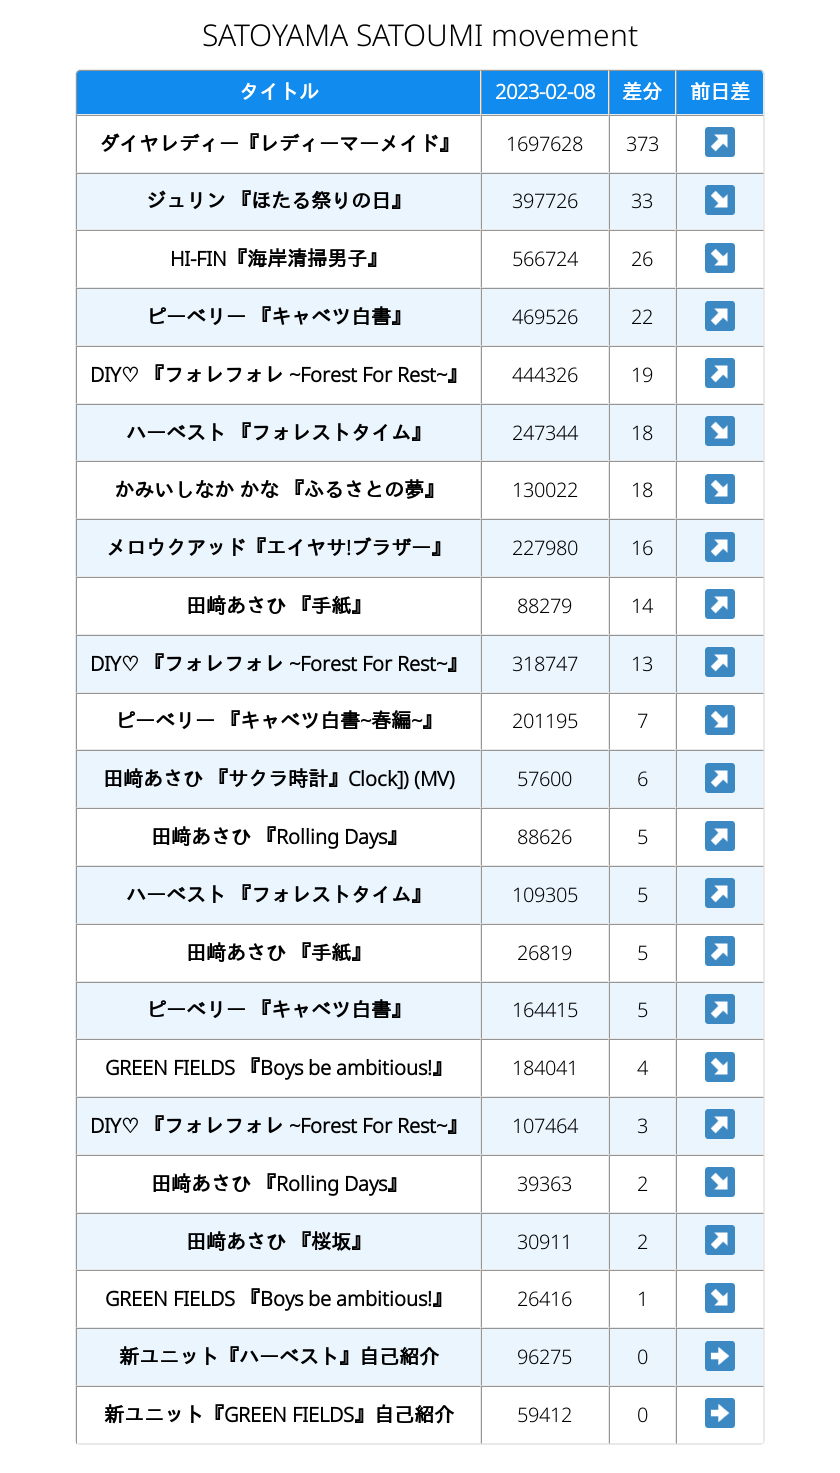 SATOYAMA SATOUMI movement
タイトル 2023-02-08 差分 前日差
ダイヤレディー『レディーマーメイド』 1697628 373 ↗
ジュリン 『ほたる祭りの日』 397726 33 ↘
HI-FIN『海岸清掃男子』 566724 26 ↘
ピーベリー 『キャベツ白書』 469526 22 ↗
DIY♡ 『フォレフォレ ~Forest For Rest~』 444326 19 ↗
ハーベスト 『フォレストタイム』 247344 18 ↘
かみいしなか かな 『ふるさとの夢』 130022 18 ↘
メロウクアッド『エイヤサ!ブラザー』 227980 16 ↗
田﨑あさひ 『手紙』 88279 14 ↗
DIY♡ 『フォレフォレ ~Forest For Rest~』 318747 13 ↗
ピーベリー 『キャベツ白書~春編~』 201195 7 ↘
田﨑あさひ 『サクラ時計』Clock]) (MV) 57600 6 ↗
田﨑あさひ 『Rolling Days』 88626 5 ↗
ハーベスト 『フォレストタイム』 109305 5 ↗
田﨑あさひ 『手紙』 26819 5 ↗
ピーベリー 『キャベツ白書』 164415 5 ↗
GREEN FIELDS 『Boys be ambitious!』 184041 4 ↘
DIY♡ 『フォレフォレ ~Forest For Rest~』 107464 3 ↗
田﨑あさひ 『Rolling Days』 39363 2 ↘
田﨑あさひ 『桜坂』 30911 2 ↗
GREEN FIELDS 『Boys be ambitious!』 26416 1 ↘
新ユニット『ハーベスト』自己紹介 96275 0 →
新ユニット『GREEN FIELDS』自己紹介 59412 0 →